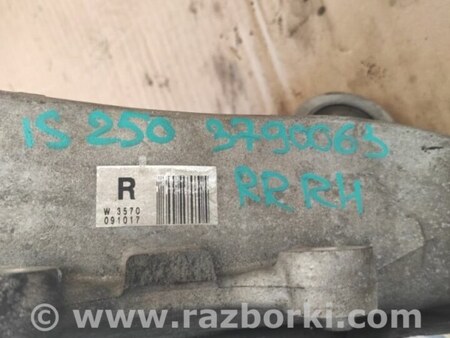 IS 250 3790063
RR RH
R
W 3570
091017
www.razborki.com